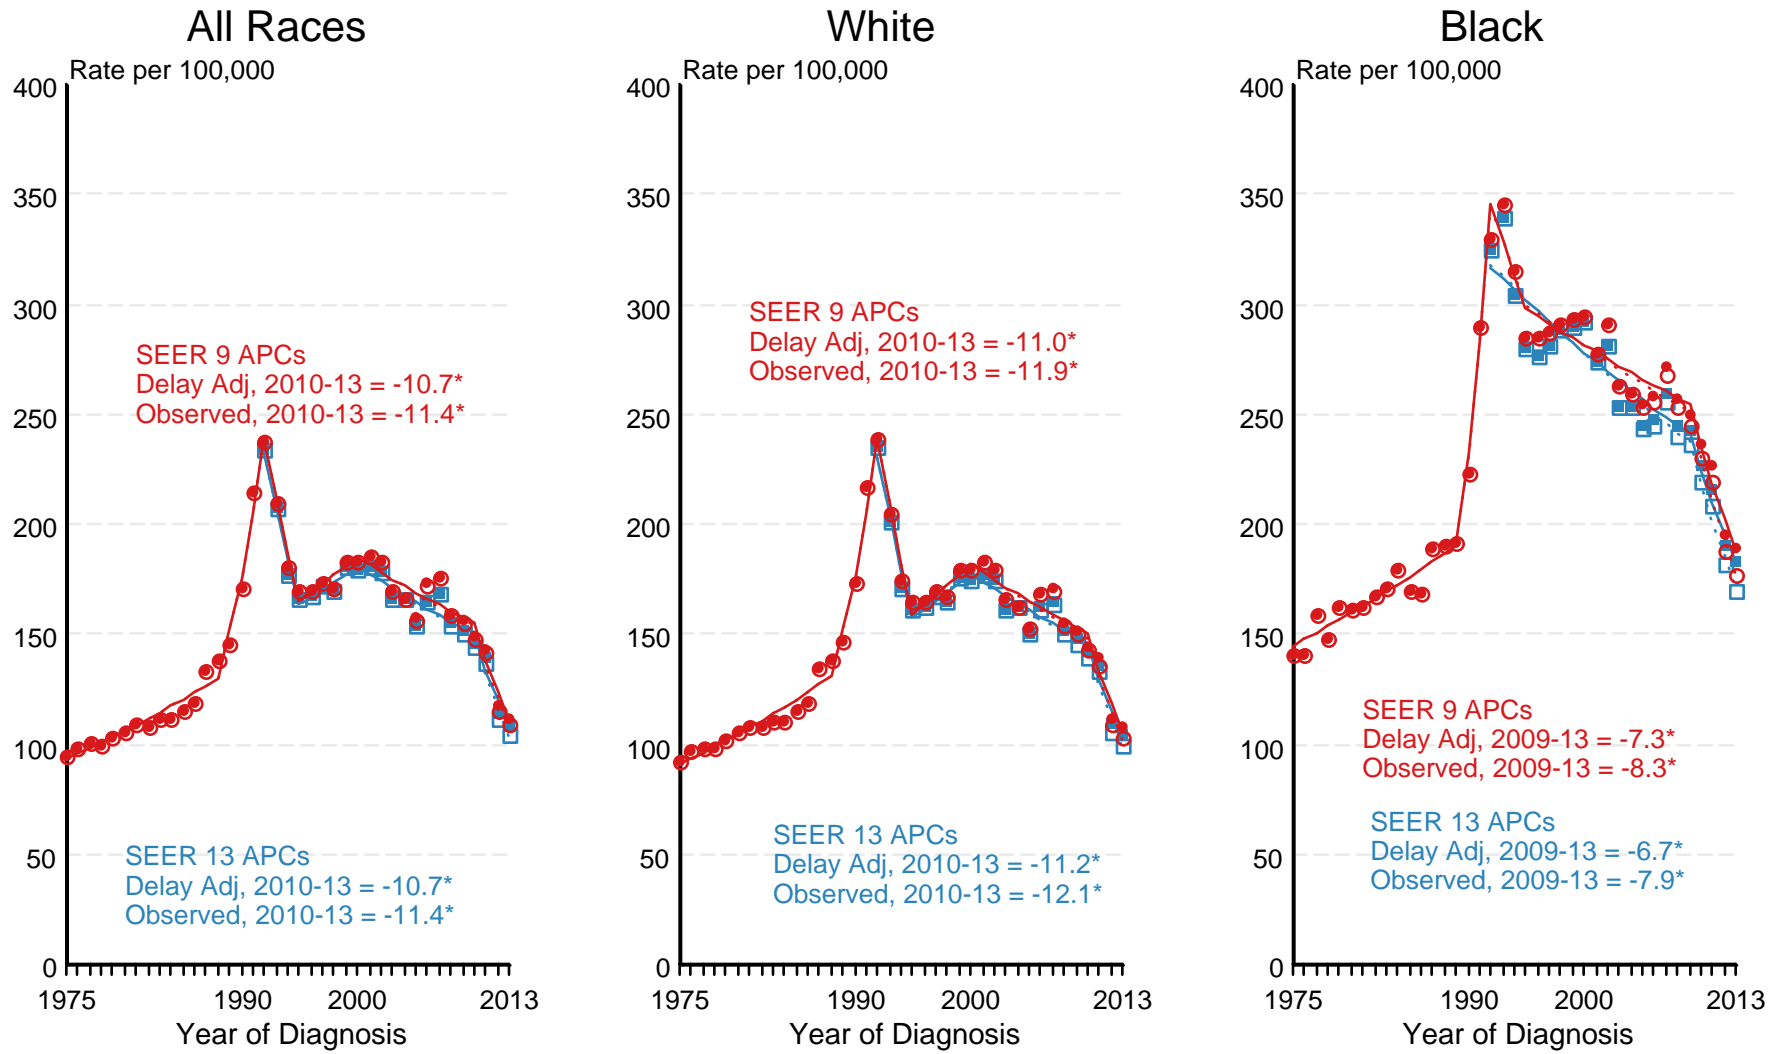 All Races
Rate per 100,000
400
350
300
250
200
150
100
50
0
SEER 9 APCs
Delay Adj, 2010-13 = -10.7*
Observed, 2010-13 = -11.4*
SEER 13 APCs
Delay Adj, 2010-13 = -10.7*
Observed, 2010-13 = -11.4*
1975 1990 2000 2013
Year of Diagnosis
White
Rate per 100,000
400
350
300
250
200
150
100
50
0
SEER 9 APCs
Delay Adj, 2010-13 = -11.0*
Observed, 2010-13 = -11.9*
SEER 13 APCs
Delay Adj, 2010-13 = -11.2*
Observed, 2010-13 = -12.1*
1975 1990 2000 2013
Year of Diagnosis
Black
Rate per 100,000
400
350
300
250
200
150
100
50
0
SEER 9 APCs
Delay Adj, 2009-13 = -7.3*
Observed, 2009-13 = -8.3*
SEER 13 APCs
Delay Adj, 2009-13 = -6.7*
Observed, 2009-13 = -7.9*
1975 1990 2000 2013
Year of Diagnosis